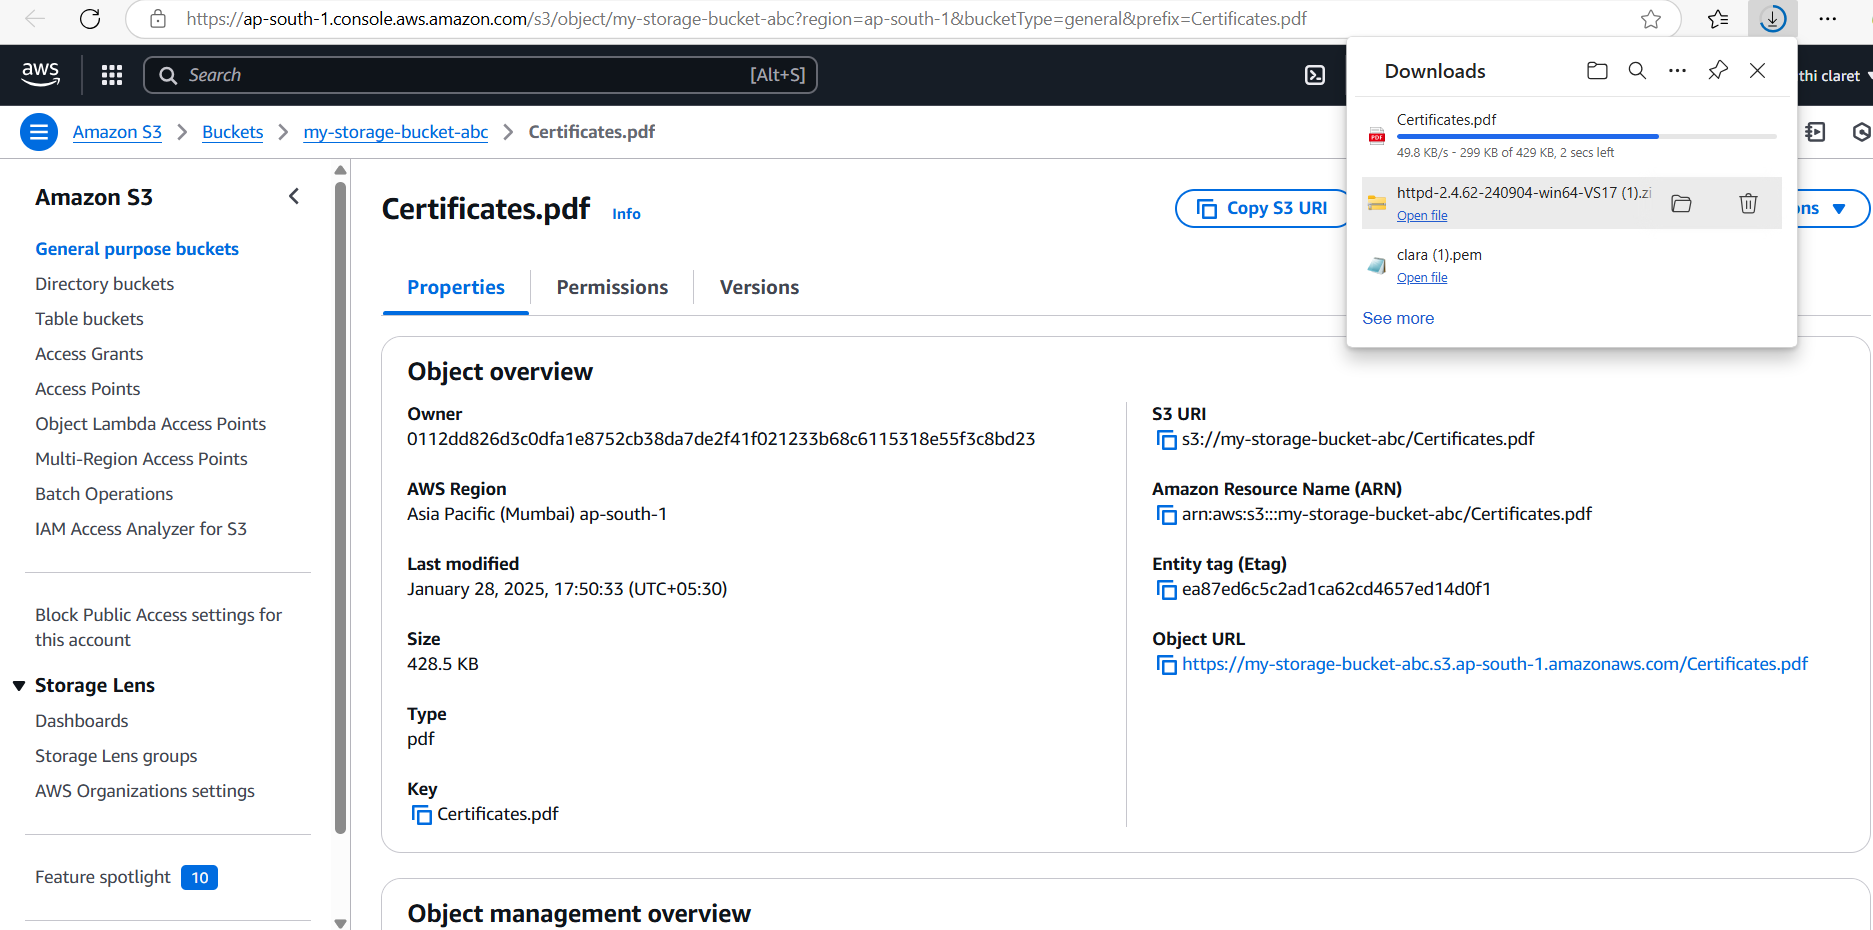 https://ap-south-1.console.aws.amazon.com/s3/object/my-storage-bucket-abc?region=ap-south-1&bucketType=general&prefix=Certificates.pdf
aws
Search
[Alt+S]
thi claret
Amazon S3
Buckets
my-storage-bucket-abc
Certificates.pdf
Downloads
Certificates.pdf
PDF
49.8 KB/s - 299 KB of 429 KB, 2 secs left
httpd-2.4.62-240904-win64-VS17 (1).zi
Open file
clara (1).pem
Open file
See more
Amazon S3
General purpose buckets
Directory buckets
Table buckets
Access Grants
Access Points
Object Lambda Access Points
Multi-Region Access Points
Batch Operations
IAM Access Analyzer for S3
Block Public Access settings for
this account
Storage Lens
Dashboards
Storage Lens groups
AWS Organizations settings
Feature spotlight 10
Certificates.pdf Info
Copy S3 URI
ons
Properties
Permissions
Versions
Object overview
Owner
0112dd826d3c0dfa1e8752cb38da7de2f41f021233b68c6115318e55f3c8bd23
AWS Region
Asia Pacific (Mumbai) ap-south-1
Last modified
January 28, 2025, 17:50:33 (UTC+05:30)
Size
428.5 KB
Type
pdf
Key
Certificates.pdf
S3 URI
s3://my-storage-bucket-abc/Certificates.pdf
Amazon Resource Name (ARN)
arn:aws:s3:::my-storage-bucket-abc/Certificates.pdf
Entity tag (Etag)
ea87ed6c5c2ad1ca62cd4657ed14d0f1
Object URL
https://my-storage-bucket-abc.s3.ap-south-1.amazonaws.com/Certificates.pdf
Object management overview